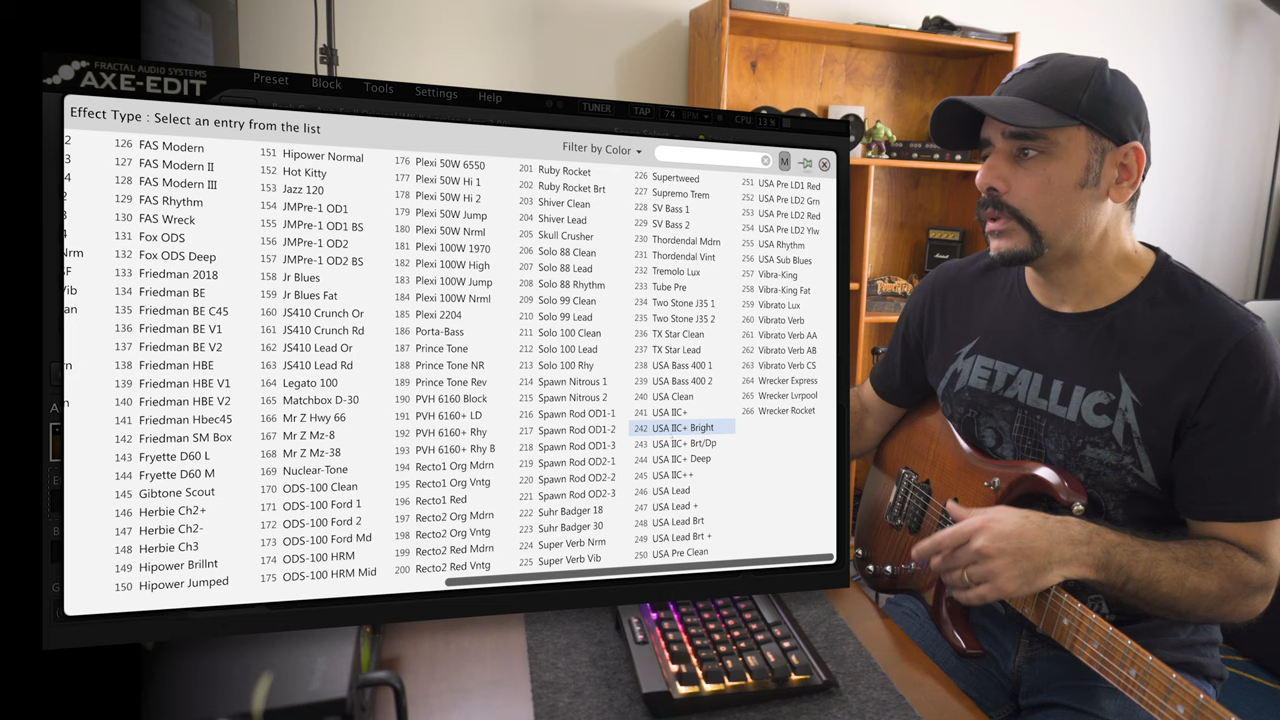 FRACTAL AUDIO SYSTEMS
AXE-EDIT
Preset
Block
Tools
Settings
Help
TUNER
TAP
74 BPM
CPU: 13 %
Effect Type : Select an entry from the list
Filter by Color
M
126 FAS Modern
127 FAS Modern II
128 FAS Modern III
129 FAS Rhythm
130 FAS Wreck
131 Fox ODS
132 Fox ODS Deep
133 Friedman 2018
134 Friedman BE
135 Friedman BE C45
136 Friedman BE V1
137 Friedman BE V2
138 Friedman HBE
139 Friedman HBE V1
140 Friedman HBE V2
141 Friedman Hbec45
142 Friedman SM Box
143 Fryette D60 L
144 Fryette D60 M
145 Gibtone Scout
146 Herbie Ch2+
147 Herbie Ch2-
148 Herbie Ch3
149 Hipower Brillnt
150 Hipower Jumped
151 Hipower Normal
152 Hot Kitty
153 Jazz 120
154 JMPre-1 OD1
155 JMPre-1 OD1 BS
156 JMPre-1 OD2
157 JMPre-1 OD2 BS
158 Jr Blues
159 Jr Blues Fat
160 JS410 Crunch Or
161 JS410 Crunch Rd
162 JS410 Lead Or
163 JS410 Lead Rd
164 Legato 100
165 Matchbox D-30
166 Mr Z Hwy 66
167 Mr Z Mz-8
168 Mr Z Mz-38
169 Nuclear-Tone
170 ODS-100 Clean
171 ODS-100 Ford 1
172 ODS-100 Ford 2
173 ODS-100 Ford Md
174 ODS-100 HRM
175 ODS-100 HRM Mid
176 Plexi 50W 6550
177 Plexi 50W Hi 1
178 Plexi 50W Hi 2
179 Plexi 50W Jump
180 Plexi 50W Nrml
181 Plexi 100W 1970
182 Plexi 100W High
183 Plexi 100W Jump
184 Plexi 100W Nrml
185 Plexi 2204
186 Porta-Bass
187 Prince Tone
188 Prince Tone NR
189 Prince Tone Rev
190 PVH 6160 Block
191 PVH 6160+ LD
192 PVH 6160+ Rhy
193 PVH 6160+ Rhy B
194 Recto1 Org Mdrn
195 Recto1 Org Vntg
196 Recto1 Red
197 Recto2 Org Mdrn
198 Recto2 Org Vntg
199 Recto2 Red Mdrn
200 Recto2 Red Vntg
201 Ruby Rocket
202 Ruby Rocket Brt
203 Shiver Clean
204 Shiver Lead
205 Skull Crusher
206 Solo 88 Clean
207 Solo 88 Lead
208 Solo 88 Rhythm
209 Solo 99 Clean
210 Solo 99 Lead
211 Solo 100 Clean
212 Solo 100 Lead
213 Solo 100 Rhy
214 Spawn Nitrous 1
215 Spawn Nitrous 2
216 Spawn Rod OD1-1
217 Spawn Rod OD1-2
218 Spawn Rod OD1-3
219 Spawn Rod OD2-1
220 Spawn Rod OD2-2
221 Spawn Rod OD2-3
222 Suhr Badger 18
223 Suhr Badger 30
224 Super Verb Nrm
225 Super Verb Vib
226 Supertweed
227 Supremo Trem
228 SV Bass 1
229 SV Bass 2
230 Thordendal Mdrn
231 Thordendal Vint
232 Tremolo Lux
233 Tube Pre
234 Two Stone J35 1
235 Two Stone J35 2
236 TX Star Clean
237 TX Star Lead
238 USA Bass 400 1
239 USA Bass 400 2
240 USA Clean
241 USA IIC+
242 USA IIC+ Bright
243 USA IIC+ Brt/Dp
244 USA IIC+ Deep
245 USA IIC++
246 USA Lead
247 USA Lead +
248 USA Lead Brt
249 USA Lead Brt +
250 USA Pre Clean
251 USA Pre LD1 Red
252 USA Pre LD2 Grn
253 USA Pre LD2 Red
254 USA Pre LD2 Ylw
255 USA Rhythm
256 USA Sub Blues
257 Vibra-King
258 Vibra-King Fat
259 Vibrato Lux
260 Vibrato Verb
261 Vibrato Verb AA
262 Vibrato Verb AB
263 Vibrato Verb CS
264 Wrecker Express
265 Wrecker Lvrpool
266 Wrecker Rocket
METALLICA